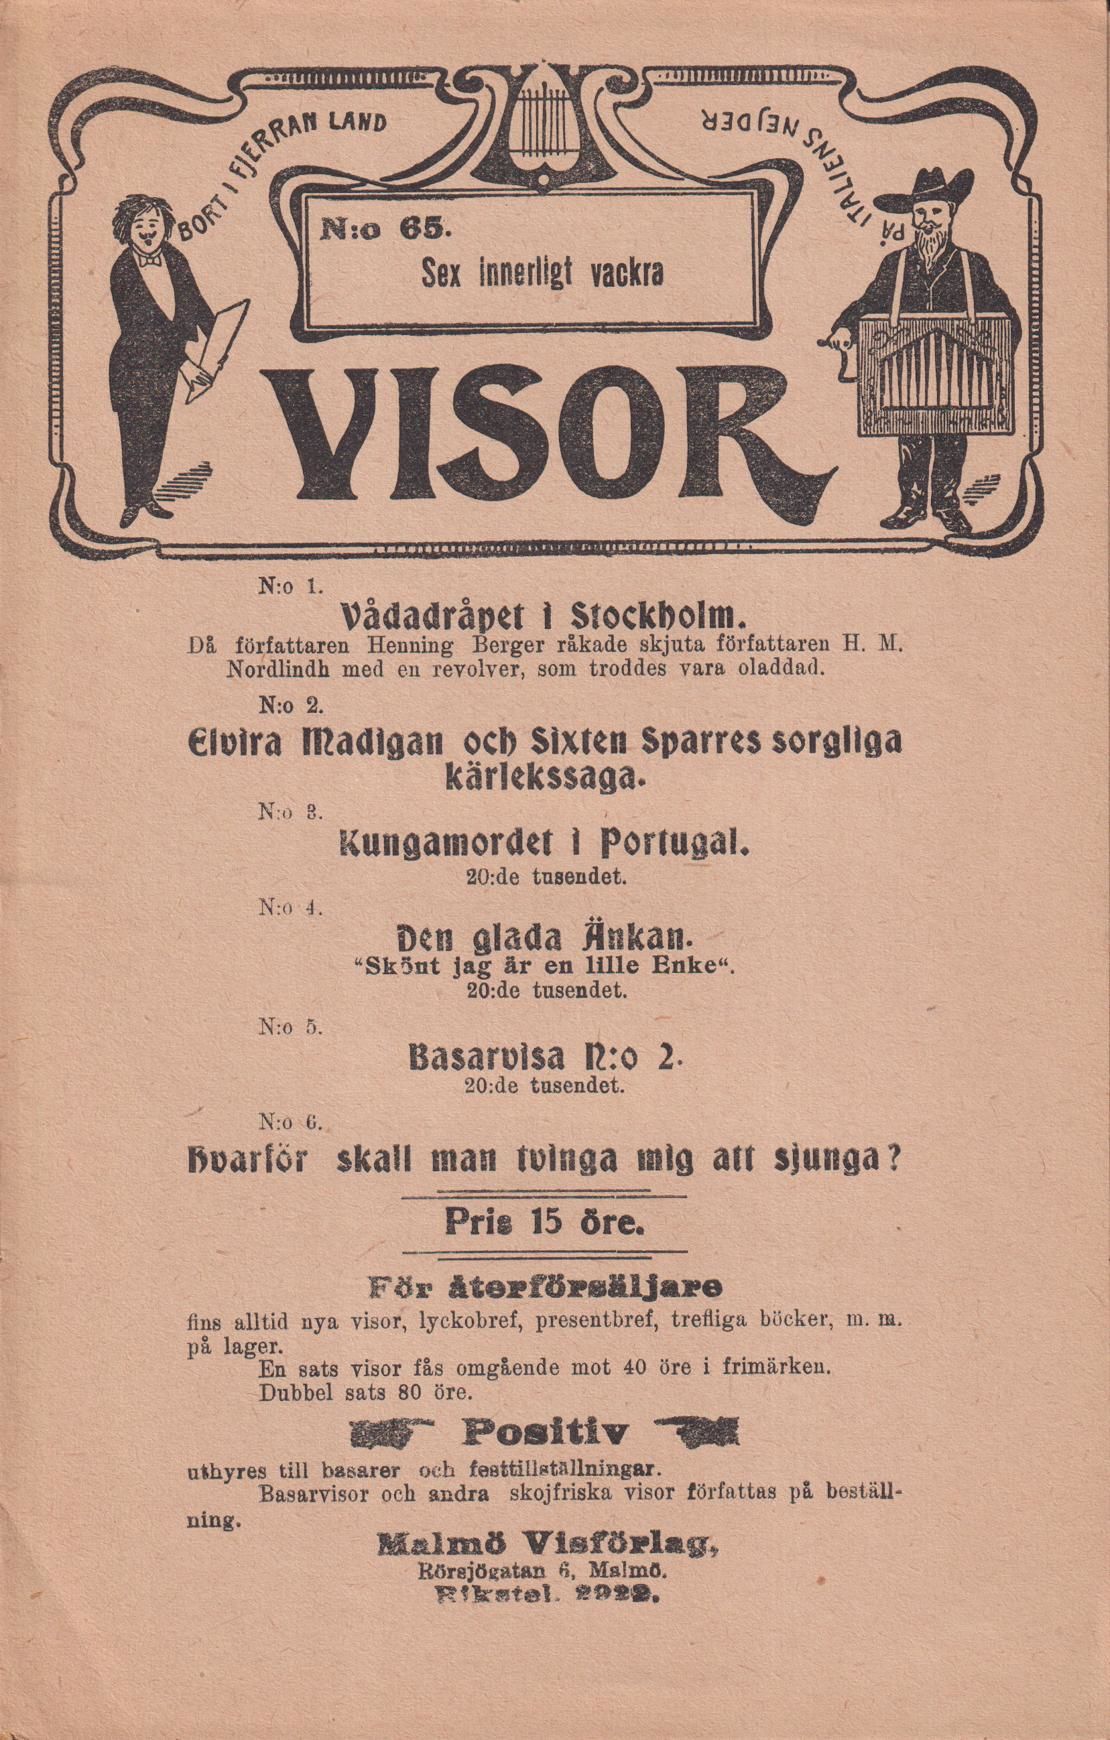 BORT I FJERRAN LAND
PÅ ITALIENS NEJDER
N:o 65.
Sex innerligt vackra
VISOR
N:o 1.
Vådadråpet i Stockholm.
Då författaren Henning Berger råkade skjuta författaren H. M.
Nordlindh med en revolver, som troddes vara oladdad.
N:o 2.
Elvira Madigan och Sixten Sparres sorgliga
kärlekssaga.
N:o 3.
Kungamordet i Portugal.
20:de tusendet.
N:o 4.
Den glada Änkan.
“Skönt jag är en lille Enke“.
20:de tusendet.
N:o 5.
Basarvisa N:o 2.
20:de tusendet.
N:o 6.
Hvarför skall man tvinga mig att sjunga?
Pris 15 öre.
För återförsäljare
fins alltid nya visor, lyckobref, presentbref, trefliga böcker, m. m.
på lager.
En sats visor fås omgående mot 40 öre i frimärken.
Dubbel sats 80 öre.
Positiv
uthyres till basarer och festtillställningar.
Basarvisor och andra skojfriska visor författas på beställ-
ning.
Malmö Visförlag,
Rörsjögatan 6, Malmö.
Rikstel. 2922.